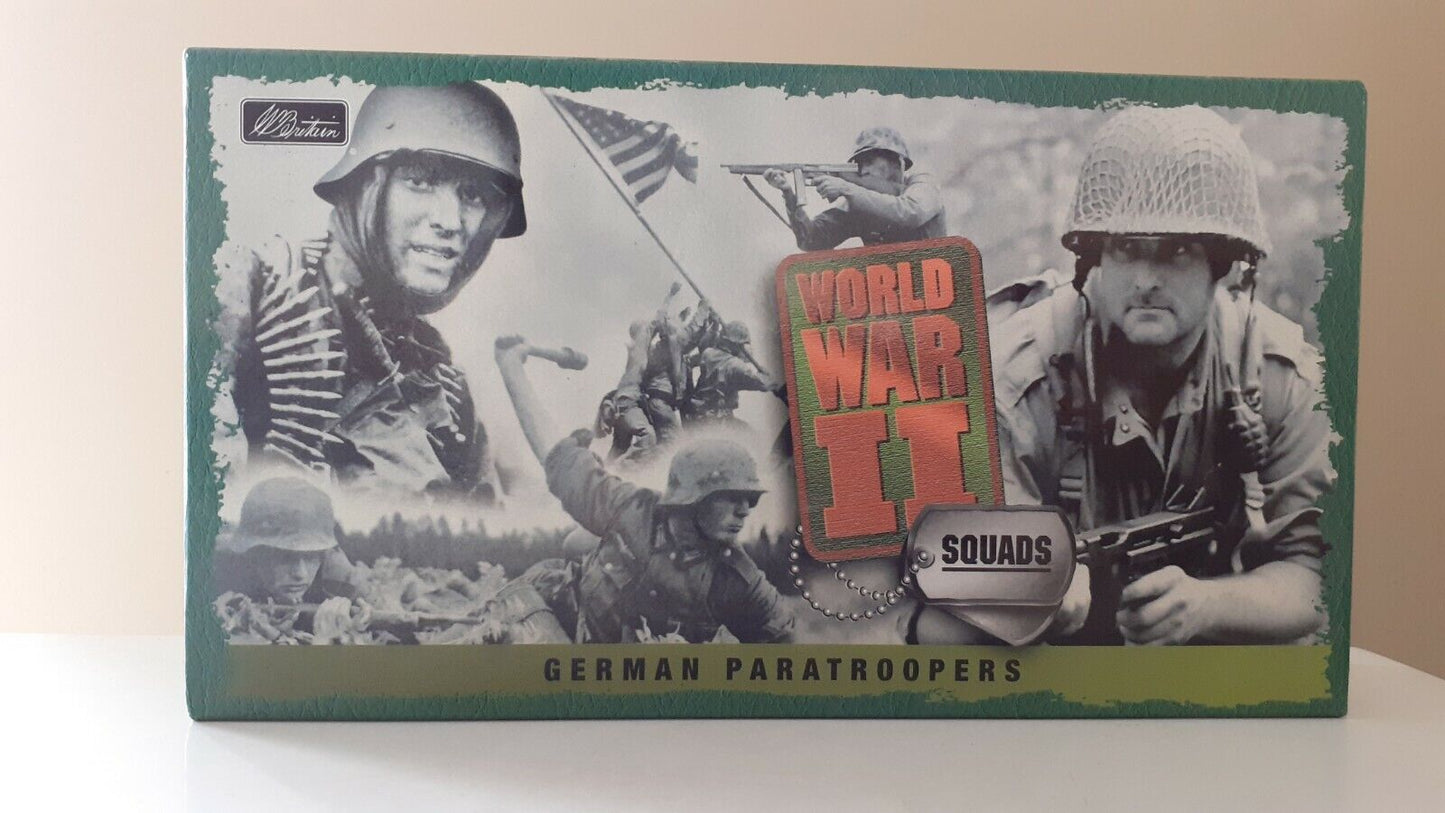 W Britain
WORLD
WAR
II
SQUADS
GERMAN PARATROOPERS